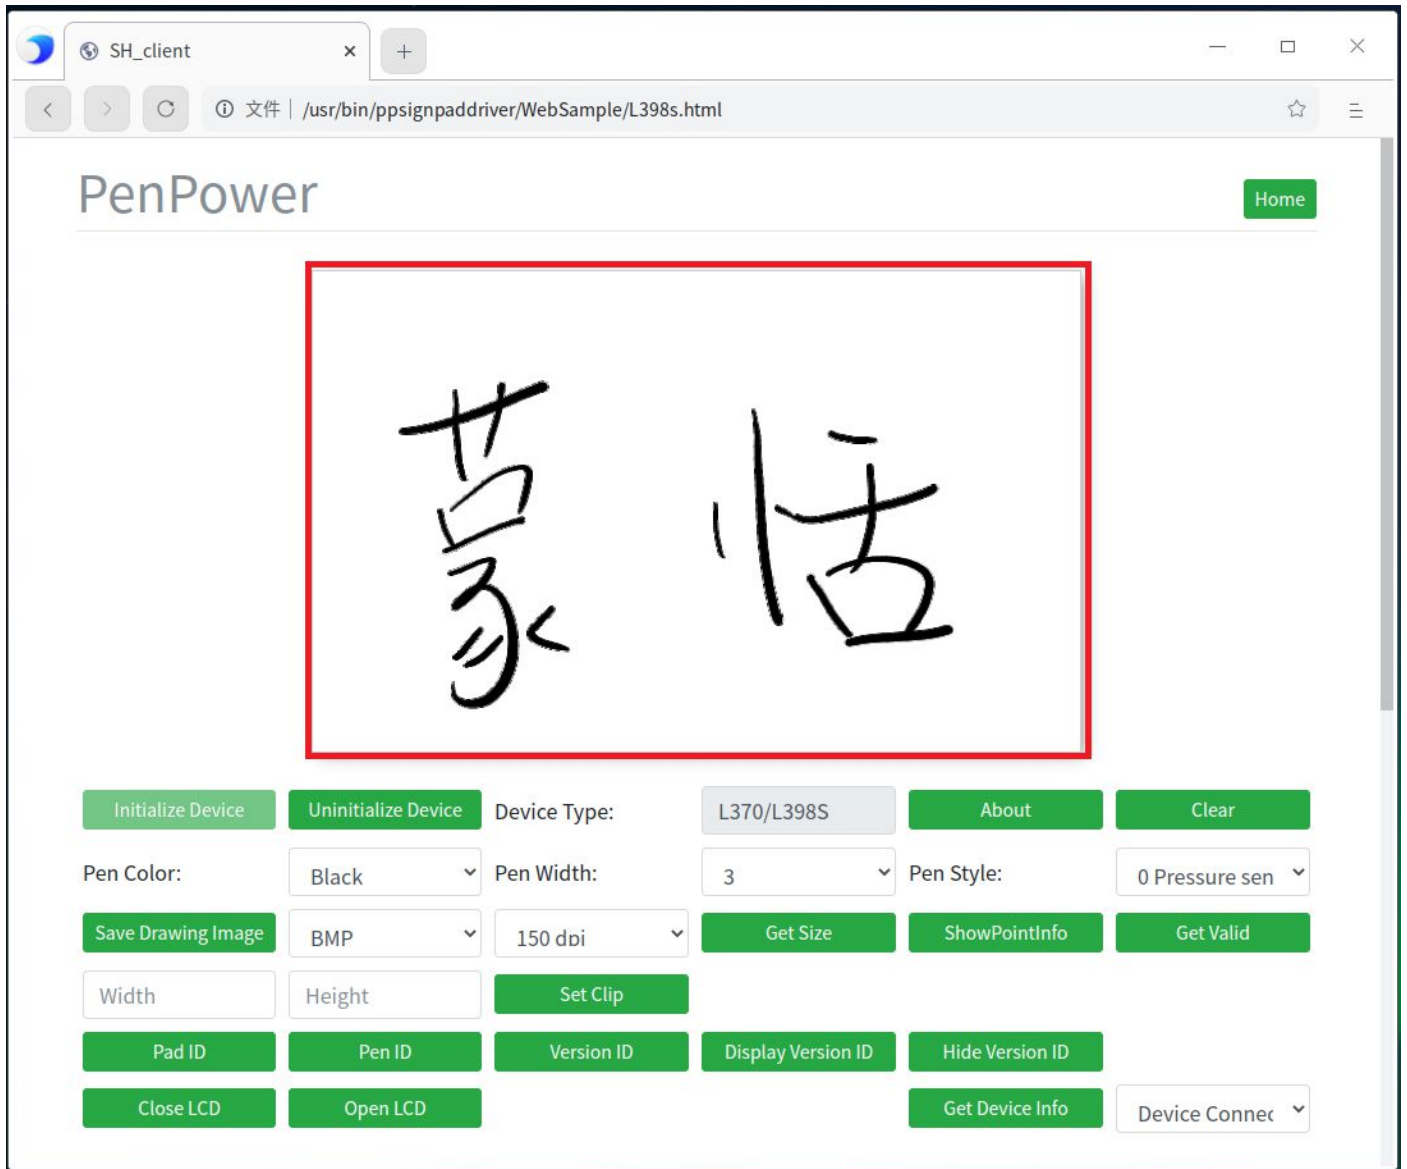 SH_client
文件 /usr/bin/ppsignpaddriver/WebSample/L398s.html
PenPower
Home
蒙恬
Initialize Device Uninitialize Device Device Type: L370/L398S About Clear
Pen Color: Black Pen Width: 3 Pen Style: 0 Pressure sen
Save Drawing Image BMP 150 dpi Get Size ShowPointInfo Get Valid
Width Height Set Clip
Pad ID Pen ID Version ID Display Version ID Hide Version ID
Close LCD Open LCD Get Device Info Device Connec